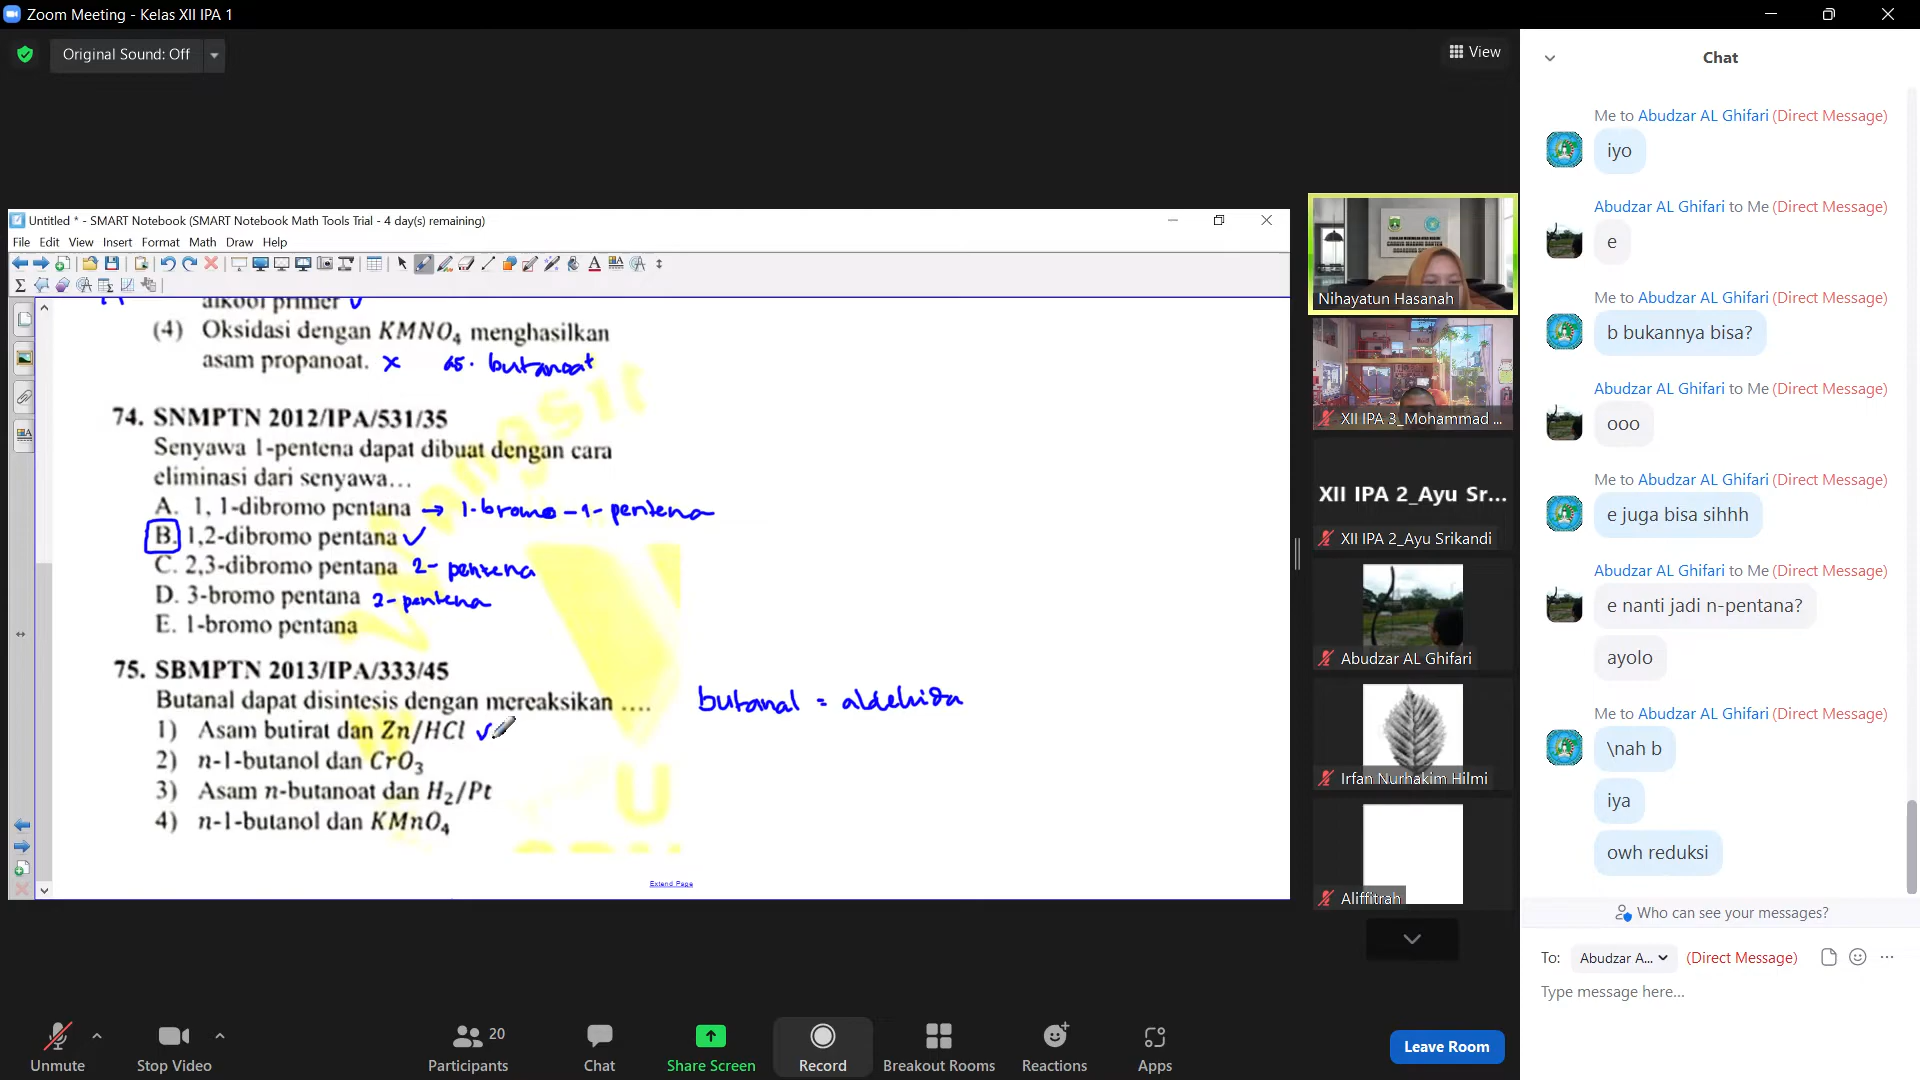 Zoom Meeting - Kelas XII IPA 1
Original Sound: Off
View
Untitled * - SMART Notebook (SMART Notebook Math Tools Trial - 4 day(s) remaining)
File Edit View Insert Format Math Draw Help
alkool primer ✓
(4) Oksidasi dengan KMNO₄ menghasilkan
asam propanoat. x as. butanoat
74. SNMPTN 2012/IPA/531/35
Senyawa 1-pentena dapat dibuat dengan cara
eliminasi dari senyawa...
A. 1, 1-dibromo pentana → 1-bromo-1-pentena
B. 1,2-dibromo pentana ✓
C. 2,3-dibromo pentana 2-pentena
D. 3-bromo pentana 2-pentena
E. 1-bromo pentana
75. SBMPTN 2013/IPA/333/45
Butanal dapat disintesis dengan mereaksikan .... butanal = aldehida
1) Asam butirat dan Zn/HCl ✓
2) n-1-butanol dan CrO₃
3) Asam n-butanoat dan H₂/Pt
4) n-1-butanol dan KMnO₄
Extend Page
Nihayatun Hasanah
XII IPA 3_Mohammad ...
XII IPA 2_Ayu Sr...
XII IPA 2_Ayu Srikandi
Abudzar AL Ghifari
Irfan Nurhakim Hilmi
Aliffitrah
Chat
Me to Abudzar AL Ghifari (Direct Message)
iyo
Abudzar AL Ghifari to Me (Direct Message)
e
Me to Abudzar AL Ghifari (Direct Message)
b bukannya bisa?
Abudzar AL Ghifari to Me (Direct Message)
ooo
Me to Abudzar AL Ghifari (Direct Message)
e juga bisa sihhh
Abudzar AL Ghifari to Me (Direct Message)
e nanti jadi n-pentana?
ayolo
Me to Abudzar AL Ghifari (Direct Message)
\nah b
iya
owh reduksi
Who can see your messages?
To: Abudzar A... (Direct Message)
Type message here...
Unmute
Stop Video
20
Participants
Chat
Share Screen
Record
Breakout Rooms
Reactions
Apps
Leave Room